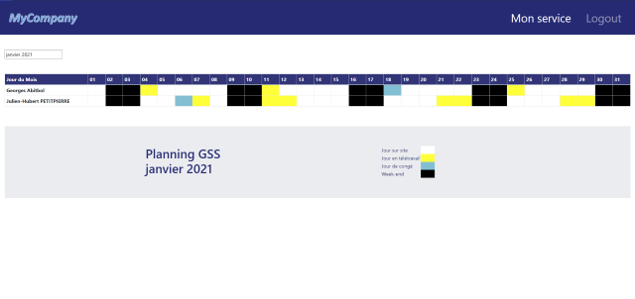 MyCompany Mon service Logout
janvier 2021
Jour du Mois 01 02 03 04 05 06 07 08 09 10 11 12 13 14 15 16 17 18 19 20 21 22 23 24 25 26 27 28 29 30 31
Georges Abitbol
Julien-Hubert PETITPIERRE
Planning GSS
janvier 2021
Jour sur site
Jour en télétravail
Jour de congé
Week-end